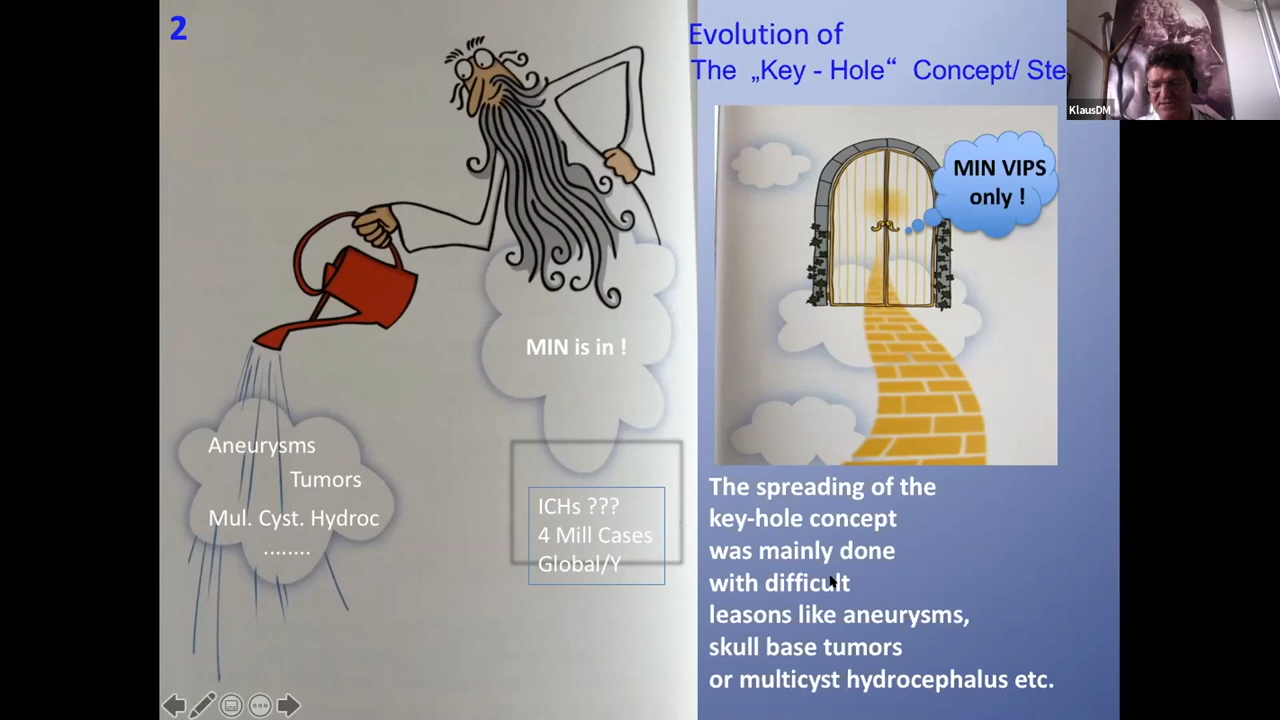 2
MIN is in !
Aneurysms
Tumors
Mul. Cyst. Hydroc
........
ICHs ???
4 Mill Cases
Global/Y
Evolution of
The „Key - Hole“ Concept/ Ste
MIN VIPS
only !
The spreading of the
key-hole concept
was mainly done
with difficult
leasons like aneurysms,
skull base tumors
or multicyst hydrocephalus etc.
KlausDM